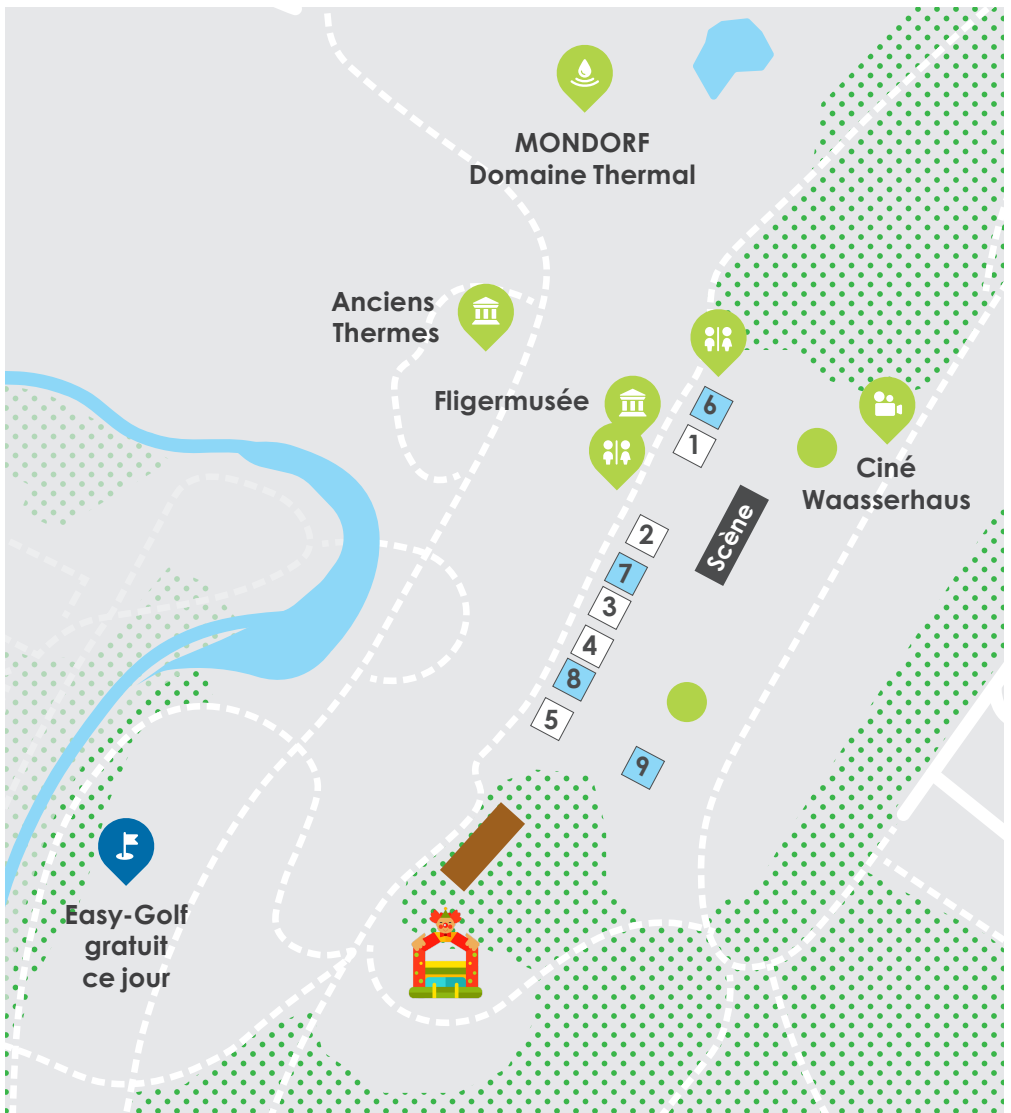 MONDORF
Domaine Thermal
Anciens
Thermes
Fligermusée
6
1
Ciné
Waasserhaus
Scène
2
7
3
4
8
5
9
Easy-Golf
gratuit
ce jour